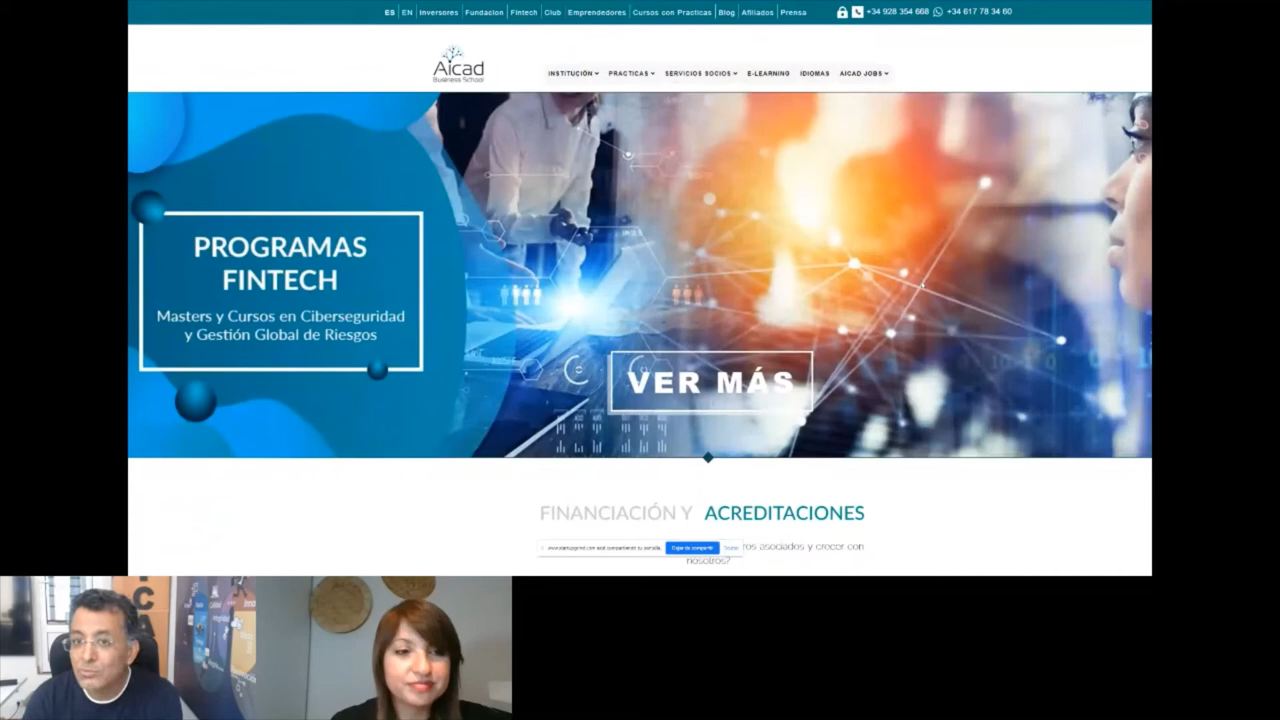 ES EN Inversores Fundacion Fintech Club Emprendedores Cursos con Practicas Blog Afiliados Prensa +34 928 354 668 +34 617 78 34 60
Aicad
Business School
INSTITUCIÓN PRACTICAS SERVICIOS SOCIOS E-LEARNING IDIOMAS AICAD JOBS
PROGRAMAS
FINTECH
Masters y Cursos en Ciberseguridad
y Gestión Global de Riesgos
VER MÁS
FINANCIACIÓN Y ACREDITACIONES
Dejar de compartir
Ocultar
asociados y crecer con
nosotros?